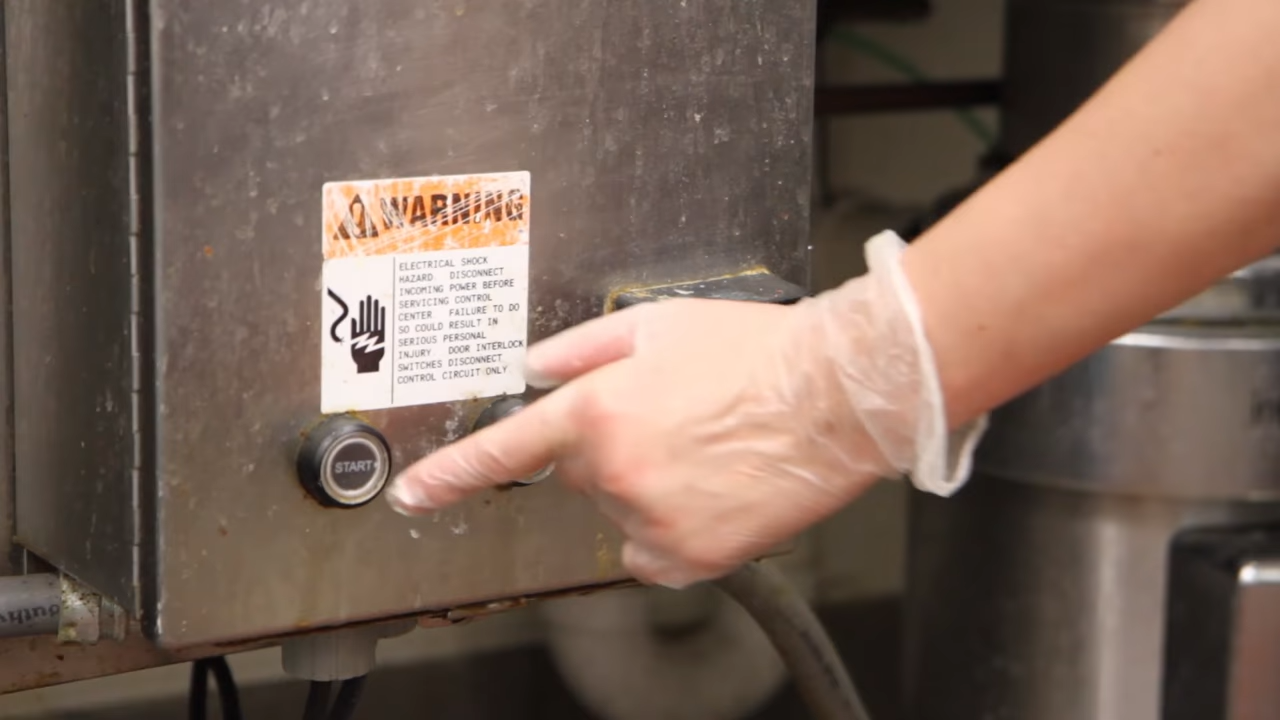 WARNING
ELECTRICAL SHOCK
HAZARD DISCONNECT
INCOMING POWER BEFORE
SERVICING CONTROL
CENTER FAILURE TO DO
SO COULD RESULT IN
SERIOUS PERSONAL
INJURY DOOR INTERLOCK
SWITCHES DISCONNECT
CONTROL CIRCUIT ONLY
START